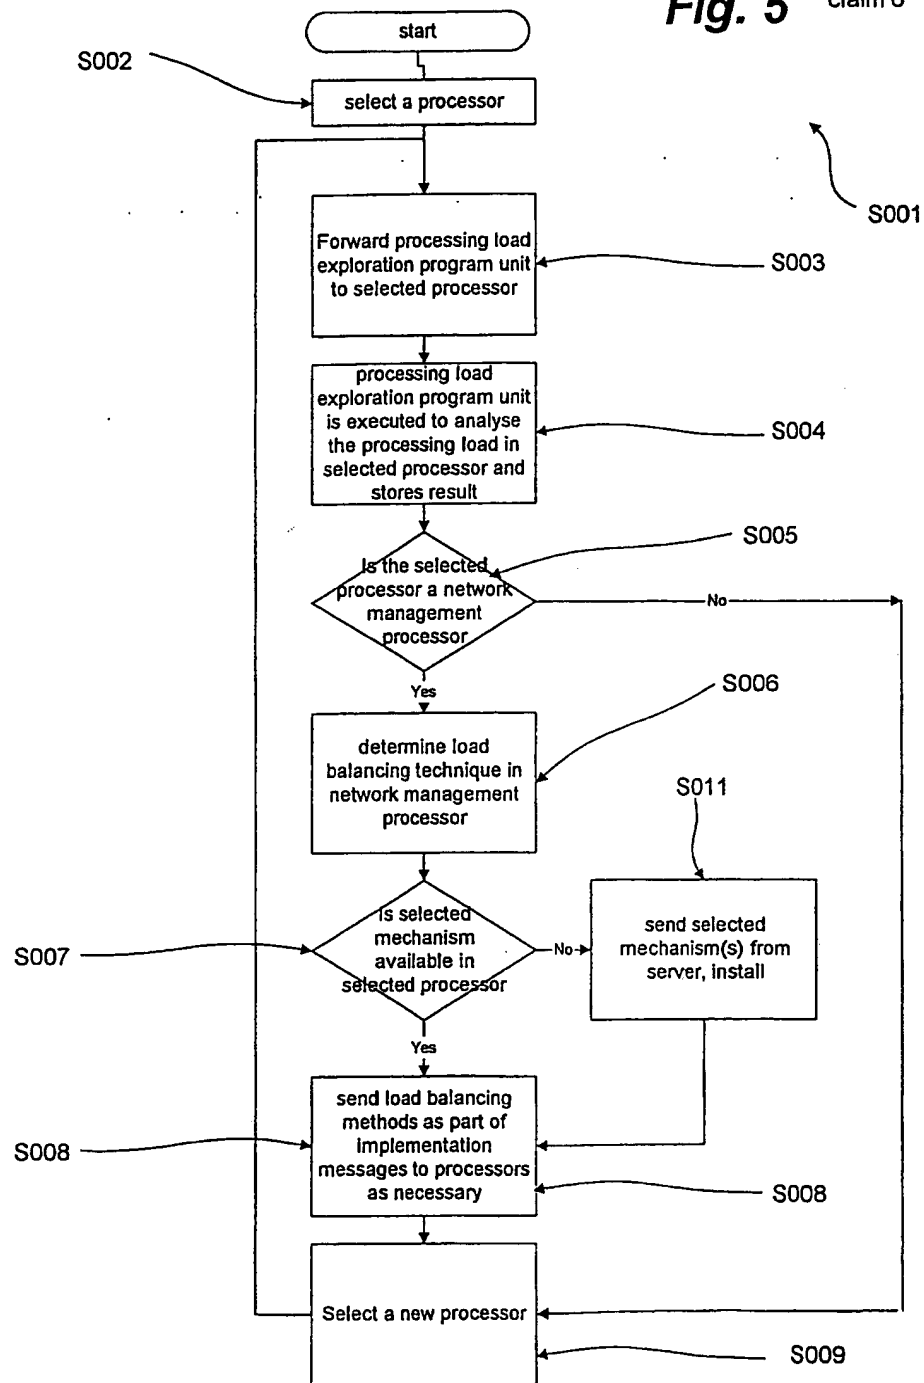 Fig. 5
start
S002
select a processor
S001
Forward processing load
exploration program unit
to selected processor
S003
processing load
exploration program unit
is executed to analyse
the processing load in
selected processor and
stores result
S004
S005
Is the selected
processor a network
management
processor
No
Yes
S006
determine load
balancing technique in
network management
processor
S011
Is selected
mechanism
available in
selected processor
S007
No
send selected
mechanism(s) from
server, install
Yes
send load balancing
methods as part of
implementation
messages to processors
as necessary
S008
S008
Select a new processor
S009